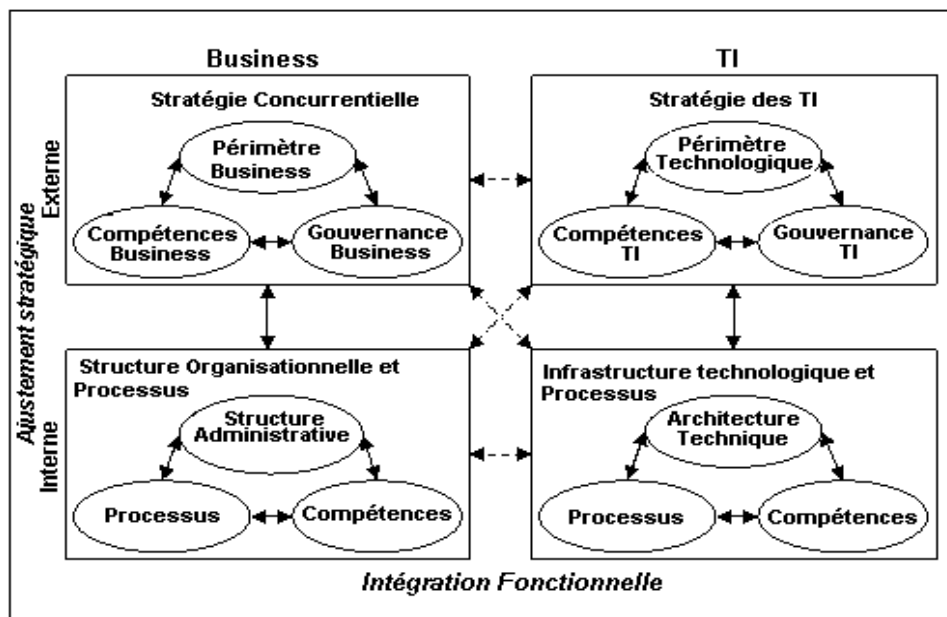 Business
TI
Stratégie Concurrentielle
Périmètre
Business
Compétences
Business
Gouvernance
Business
Stratégie des TI
Périmètre
Technologique
Compétences
TI
Gouvernance
TI
Ajustement stratégique
Externe
Interne
Structure Organisationnelle et
Processus
Structure
Administrative
Processus
Compétences
Infrastructure technologique et
Processus
Architecture
Technique
Processus
Compétences
Intégration Fonctionnelle